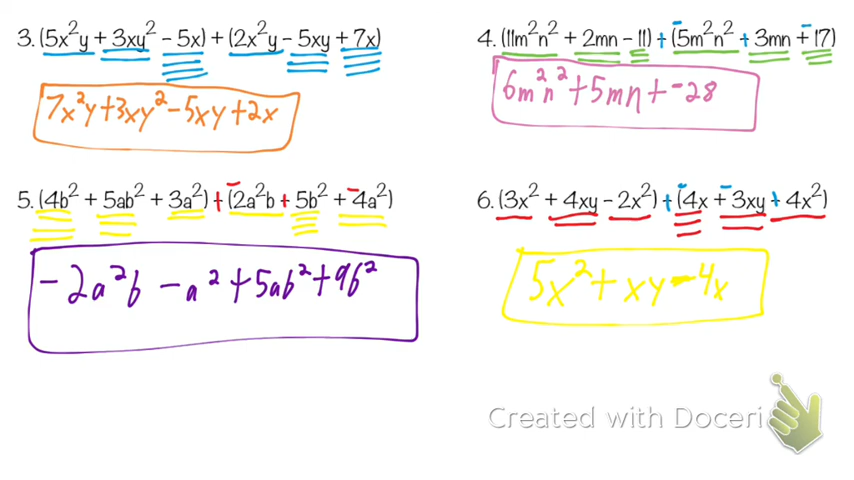 3. (5x²y + 3xy² - 5x) + (2x²y - 5xy + 7x)
7x²y + 3xy² - 5xy + 2x
4. (11m²n² + 2mn - 11) + (⁻5m²n² + 3mn + ⁻17)
6m²n² + 5mn + ⁻28
5. (4b² + 5ab² + 3a²) + (⁻2a²b + 5b² + ⁻4a²)
- 2a²b - a² + 5ab² + 9b²
6. (3x² + 4xy - 2x²) + (⁻4x + ⁻3xy + 4x²)
5x² + xy - 4x
Created with Doceri